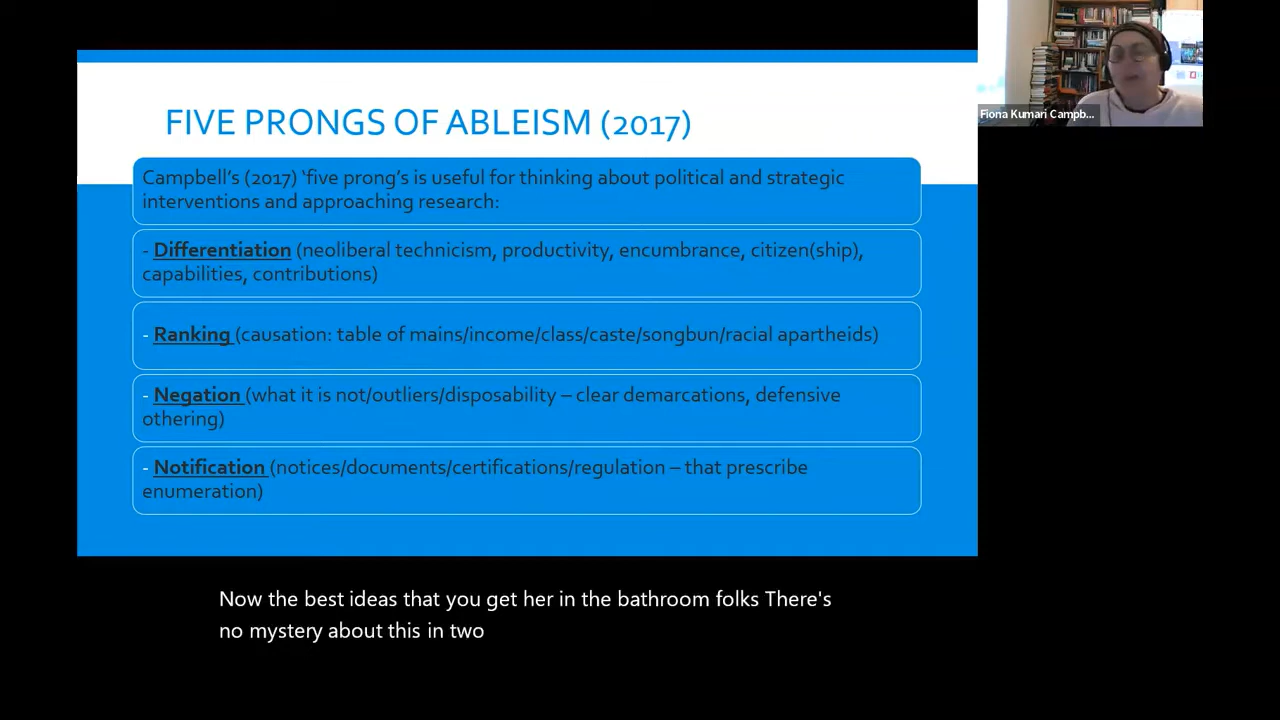 FIVE PRONGS OF ABLEISM (2017)
Campbell's (2017) 'five prong's is useful for thinking about political and strategic
interventions and approaching research:
- Differentiation (neoliberal technicism, productivity, encumbrance, citizen(ship),
capabilities, contributions)
- Ranking (causation: table of mains/income/class/caste/songbun/racial apartheids)
- Negation (what it is not/outliers/disposability – clear demarcations, defensive
othering)
- Notification (notices/documents/certifications/regulation – that prescribe
enumeration)
Fiona Kumari Campb...
Now the best ideas that you get her in the bathroom folks There's
no mystery about this in two